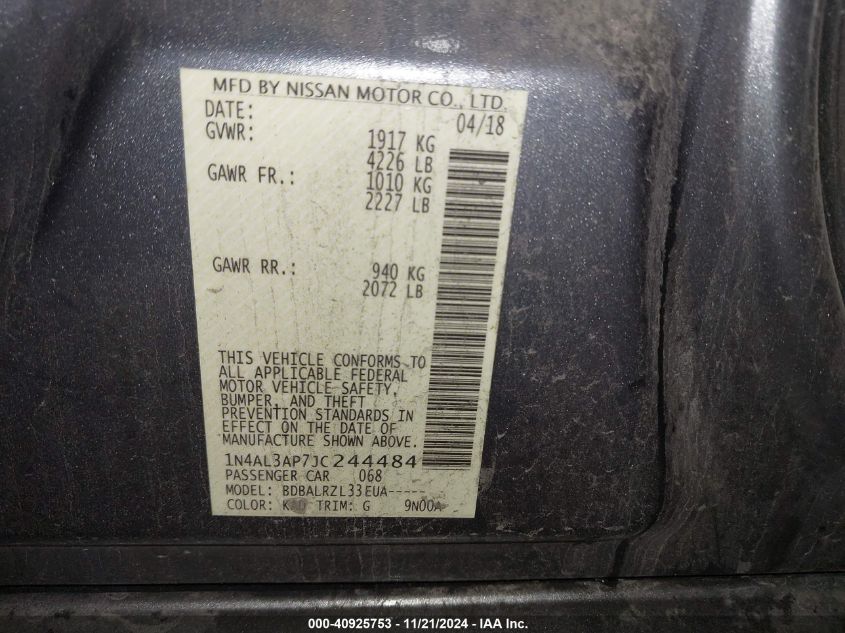 MFD BY NISSAN MOTOR CO., LTD.
DATE: 04/18
GVWR: 1917 KG
4226 LB
GAWR FR.: 1010 KG
2227 LB
GAWR RR.: 940 KG
2072 LB
THIS VEHICLE CONFORMS TO
ALL APPLICABLE FEDERAL
MOTOR VEHICLE SAFETY,
BUMPER, AND THEFT
PREVENTION STANDARDS IN
EFFECT ON THE DATE OF
MANUFACTURE SHOWN ABOVE.
1N4AL3AP7JC244484
PASSENGER CAR 068
MODEL: BDBALRZL33EUA-----
COLOR: TRIM: G 9N00A
000-40925753 - 11/21/2024 - IAA Inc.